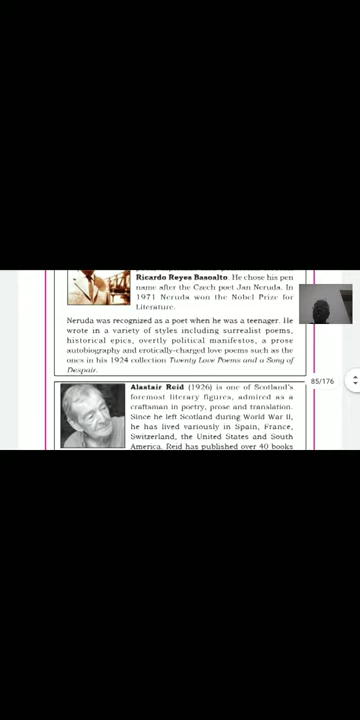 Ricardo Reyes Basoalto. He chose his pen
name after the Czech poet Jan Neruda. In
1971 Neruda won the Nobel Prize for
Literature.
Neruda was recognized as a poet when he was a teenager. He
wrote in a variety of styles including surrealist poems,
historical epics, overtly political manifestos, a prose
autobiography and erotically-charged love poems such as the
ones in his 1924 collection Twenty Love Poems and a Song of
Despair.
85/176
Alastair Reid (1926) is one of Scotland's
foremost literary figures, admired as a
craftsman in poetry, prose and translation.
Since he left Scotland during World War II,
he has lived variously in Spain, France,
Switzerland, the United States and South
America. Reid has published over 40 books